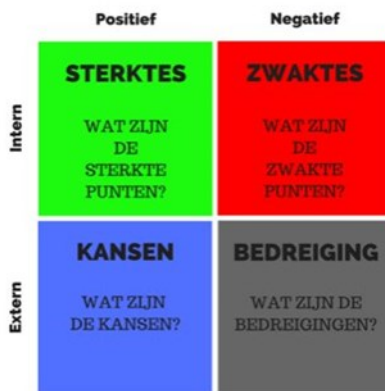 Positief
Negatief
Intern
STERKTES
WAT ZIJN
DE
STERKTE
PUNTEN?
ZWAKTES
WAT ZIJN
DE
ZWAKTE
PUNTEN?
Extern
KANSEN
WAT ZIJN
DE KANSEN?
BEDREIGING
WAT ZIJN DE
BEDREIGINGEN?